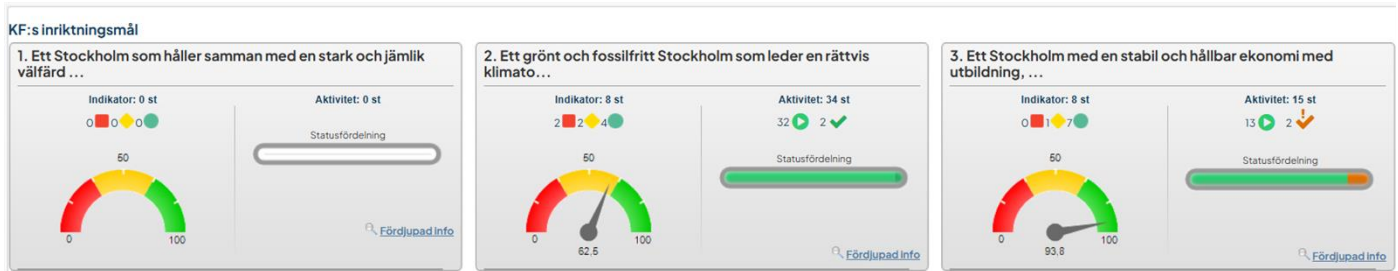 KF:s inriktningsmål
1. Ett Stockholm som håller samman med en stark och jämlik
välfärd ...
Indikator: 0 st
0 0 0
Aktivitet: 0 st
Statusfördelning
50
0
100
Fördjupad info
2. Ett grönt och fossilfritt Stockholm som leder en rättvis
klimato...
Indikator: 8 st
2 2 4
Aktivitet: 34 st
32 2
Statusfördelning
50
0
100
62,5
Fördjupad info
3. Ett Stockholm med en stabil och hållbar ekonomi med
utbildning, ...
Indikator: 8 st
0 1 7
Aktivitet: 15 st
13 2
Statusfördelning
50
0
100
93,8
Fördjupad info